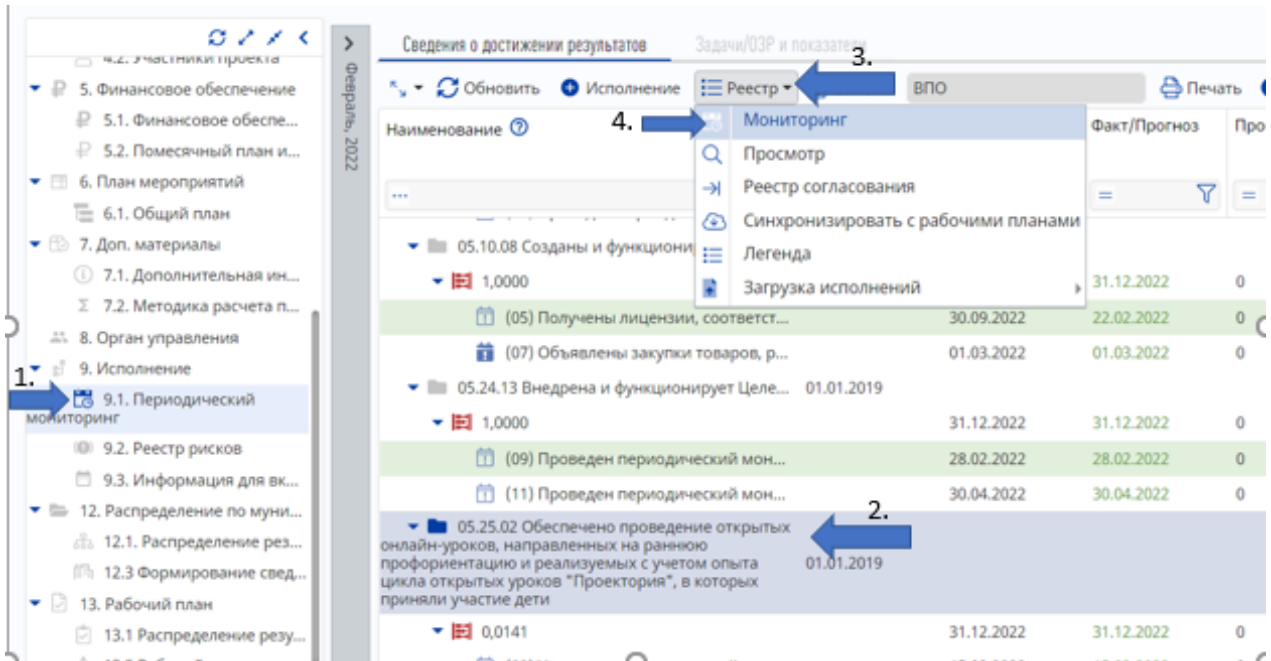 4.2. Участники проекта
5. Финансовое обеспечение
5.1. Финансовое обеспе...
5.2. Помесячный план и...
6. План мероприятий
6.1. Общий план
7. Доп. материалы
7.1. Дополнительная ин...
7.2. Методика расчета п...
8. Орган управления
9. Исполнение
1.
9.1. Периодический
мониторинг
9.2. Реестр рисков
9.3. Информация для вк...
12. Распределение по муни...
12.1. Распределение рез...
12.3 Формирование свед...
13. Рабочий план
13.1 Распределение резу...
Февраль, 2022
Сведения о достижении результатов Задачи/ОЗР и показатели
3.
Обновить Исполнение Реестр ВПО Печать
Наименование Факт/Прогноз Про
4.
Мониторинг
Просмотр
Реестр согласования
Синхронизировать с рабочими планами
Легенда
Загрузка исполнений
... = =
05.10.08 Созданы и функциони
1,0000 31.12.2022 0
(05) Получены лицензии, соответст... 30.09.2022 22.02.2022 0
(07) Объявлены закупки товаров, р... 01.03.2022 01.03.2022 0
05.24.13 Внедрена и функционирует Целе... 01.01.2019
1,0000 31.12.2022 31.12.2022 0
(09) Проведен периодический мон... 28.02.2022 28.02.2022 0
(11) Проведен периодический мон... 30.04.2022 30.04.2022 0
2.
05.25.02 Обеспечено проведение открытых
онлайн-уроков, направленных на раннюю
профориентацию и реализуемых с учетом опыта 01.01.2019
цикла открытых уроков "Проектория", в которых
приняли участие дети
0,0141 31.12.2022 31.12.2022 0